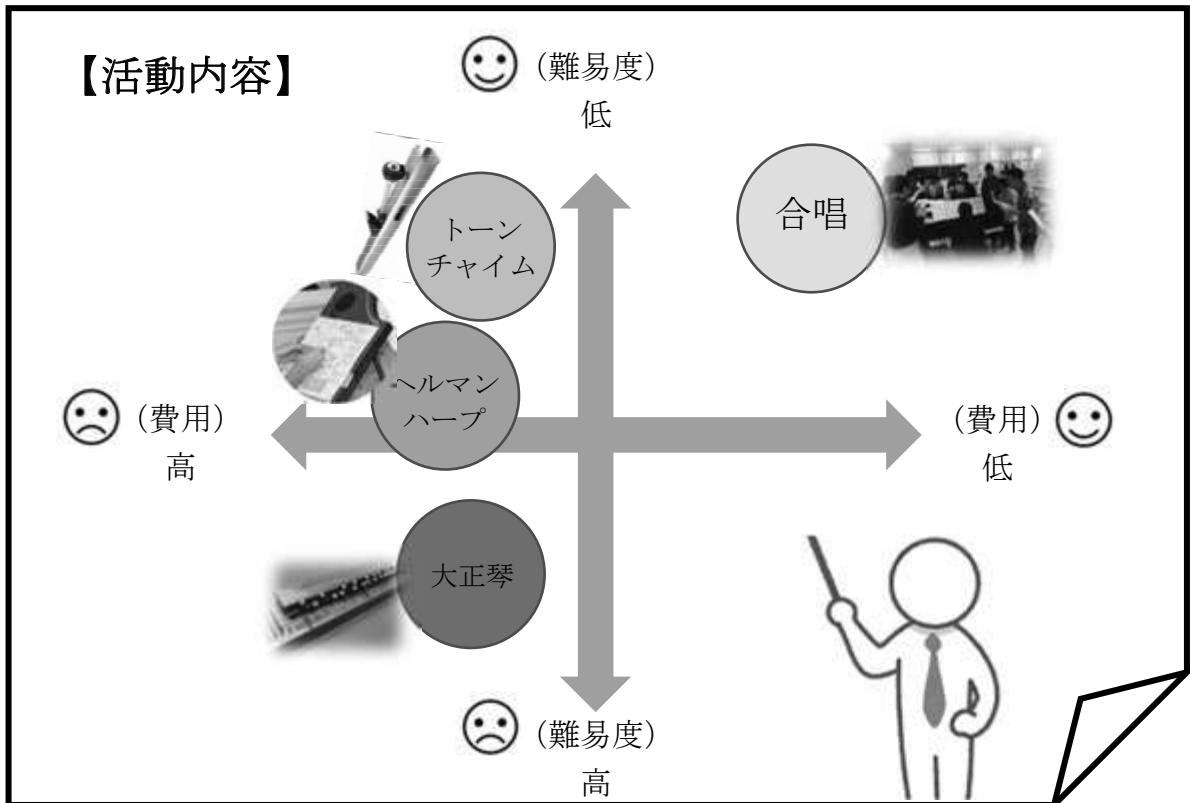 【活動内容】
(難易度)
低
トーン
チャイム
合唱
ヘルマン
ハープ
(費用)
高
(費用)
低
大正琴
(難易度)
高